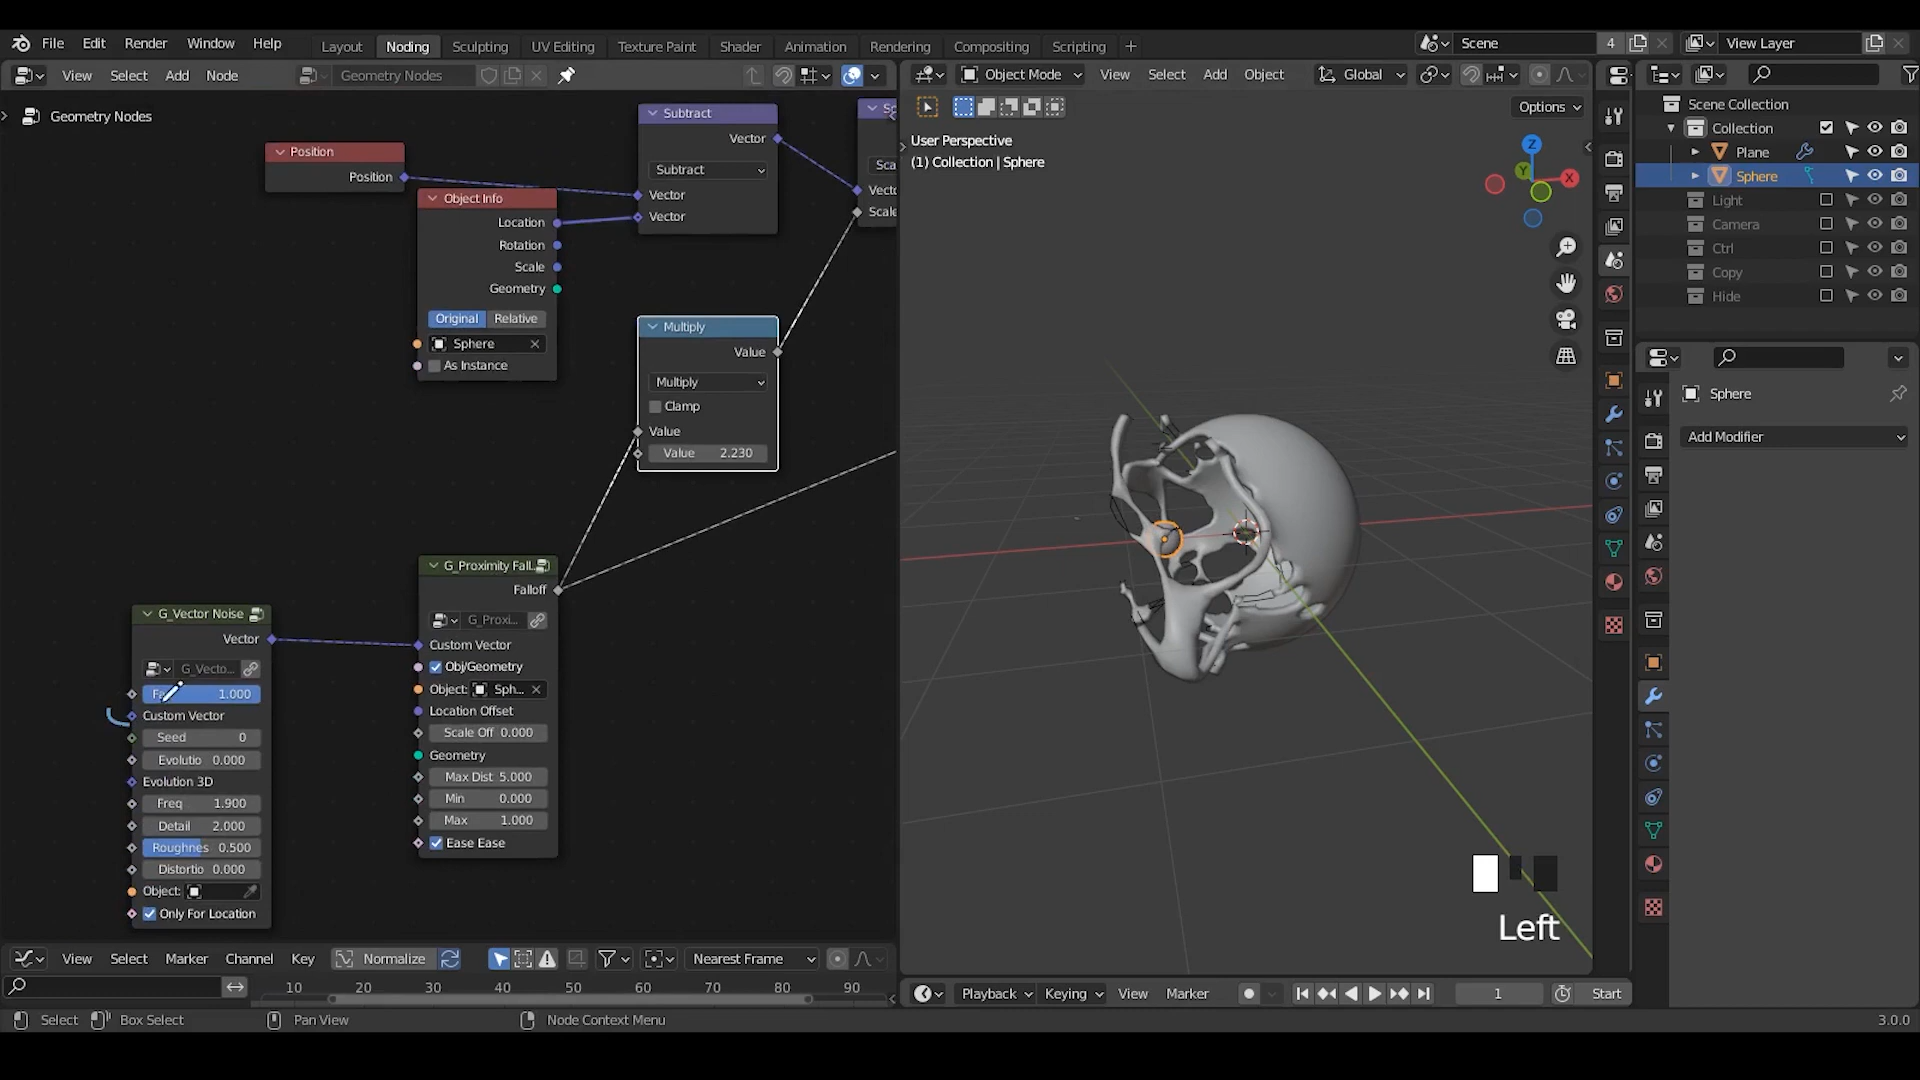 File Edit Render Window Help
Layout Noding Sculpting UV Editing Texture Paint Shader Animation Rendering Compositing Scripting +
Scene 4
View Layer
View Select Add Node
Geometry Nodes
Object Mode View Select Add Object Global
Geometry Nodes
Options
User Perspective
(1) Collection | Sphere
Z
Y
X
Scene Collection
Collection
Plane
Sphere
Light
Camera
Ctrl
Copy
Hide
Sphere
Add Modifier
Position
Position
Object Info
Location
Rotation
Scale
Geometry
Original Relative
Sphere
As Instance
Subtract
Vector
Subtract
Vector
Vector
Scale
Multiply
Value
Multiply
Clamp
Value
Value 2.230
G_Proximity Fall..
Falloff
G_Proxi...
Custom Vector
Obj/Geometry
Object: Sph...
Location Offset
Scale Off 0.000
Geometry
Max Dist 5.000
Min 0.000
Max 1.000
Ease Ease
G_Vector Noise
Vector
G_Vecto...
1.000
Custom Vector
Seed 0
Evolutio 0.000
Evolution 3D
Freq 1.900
Detail 2.000
Roughnes 0.500
Distortio 0.000
Object:
Only For Location
Left
View Select Marker Channel Key Normalize Nearest Frame
10 20 30 40 50 60 70 80 90
Playback Keying View Marker 1 Start
Select Box Select Pan View Node Context Menu 3.0.0